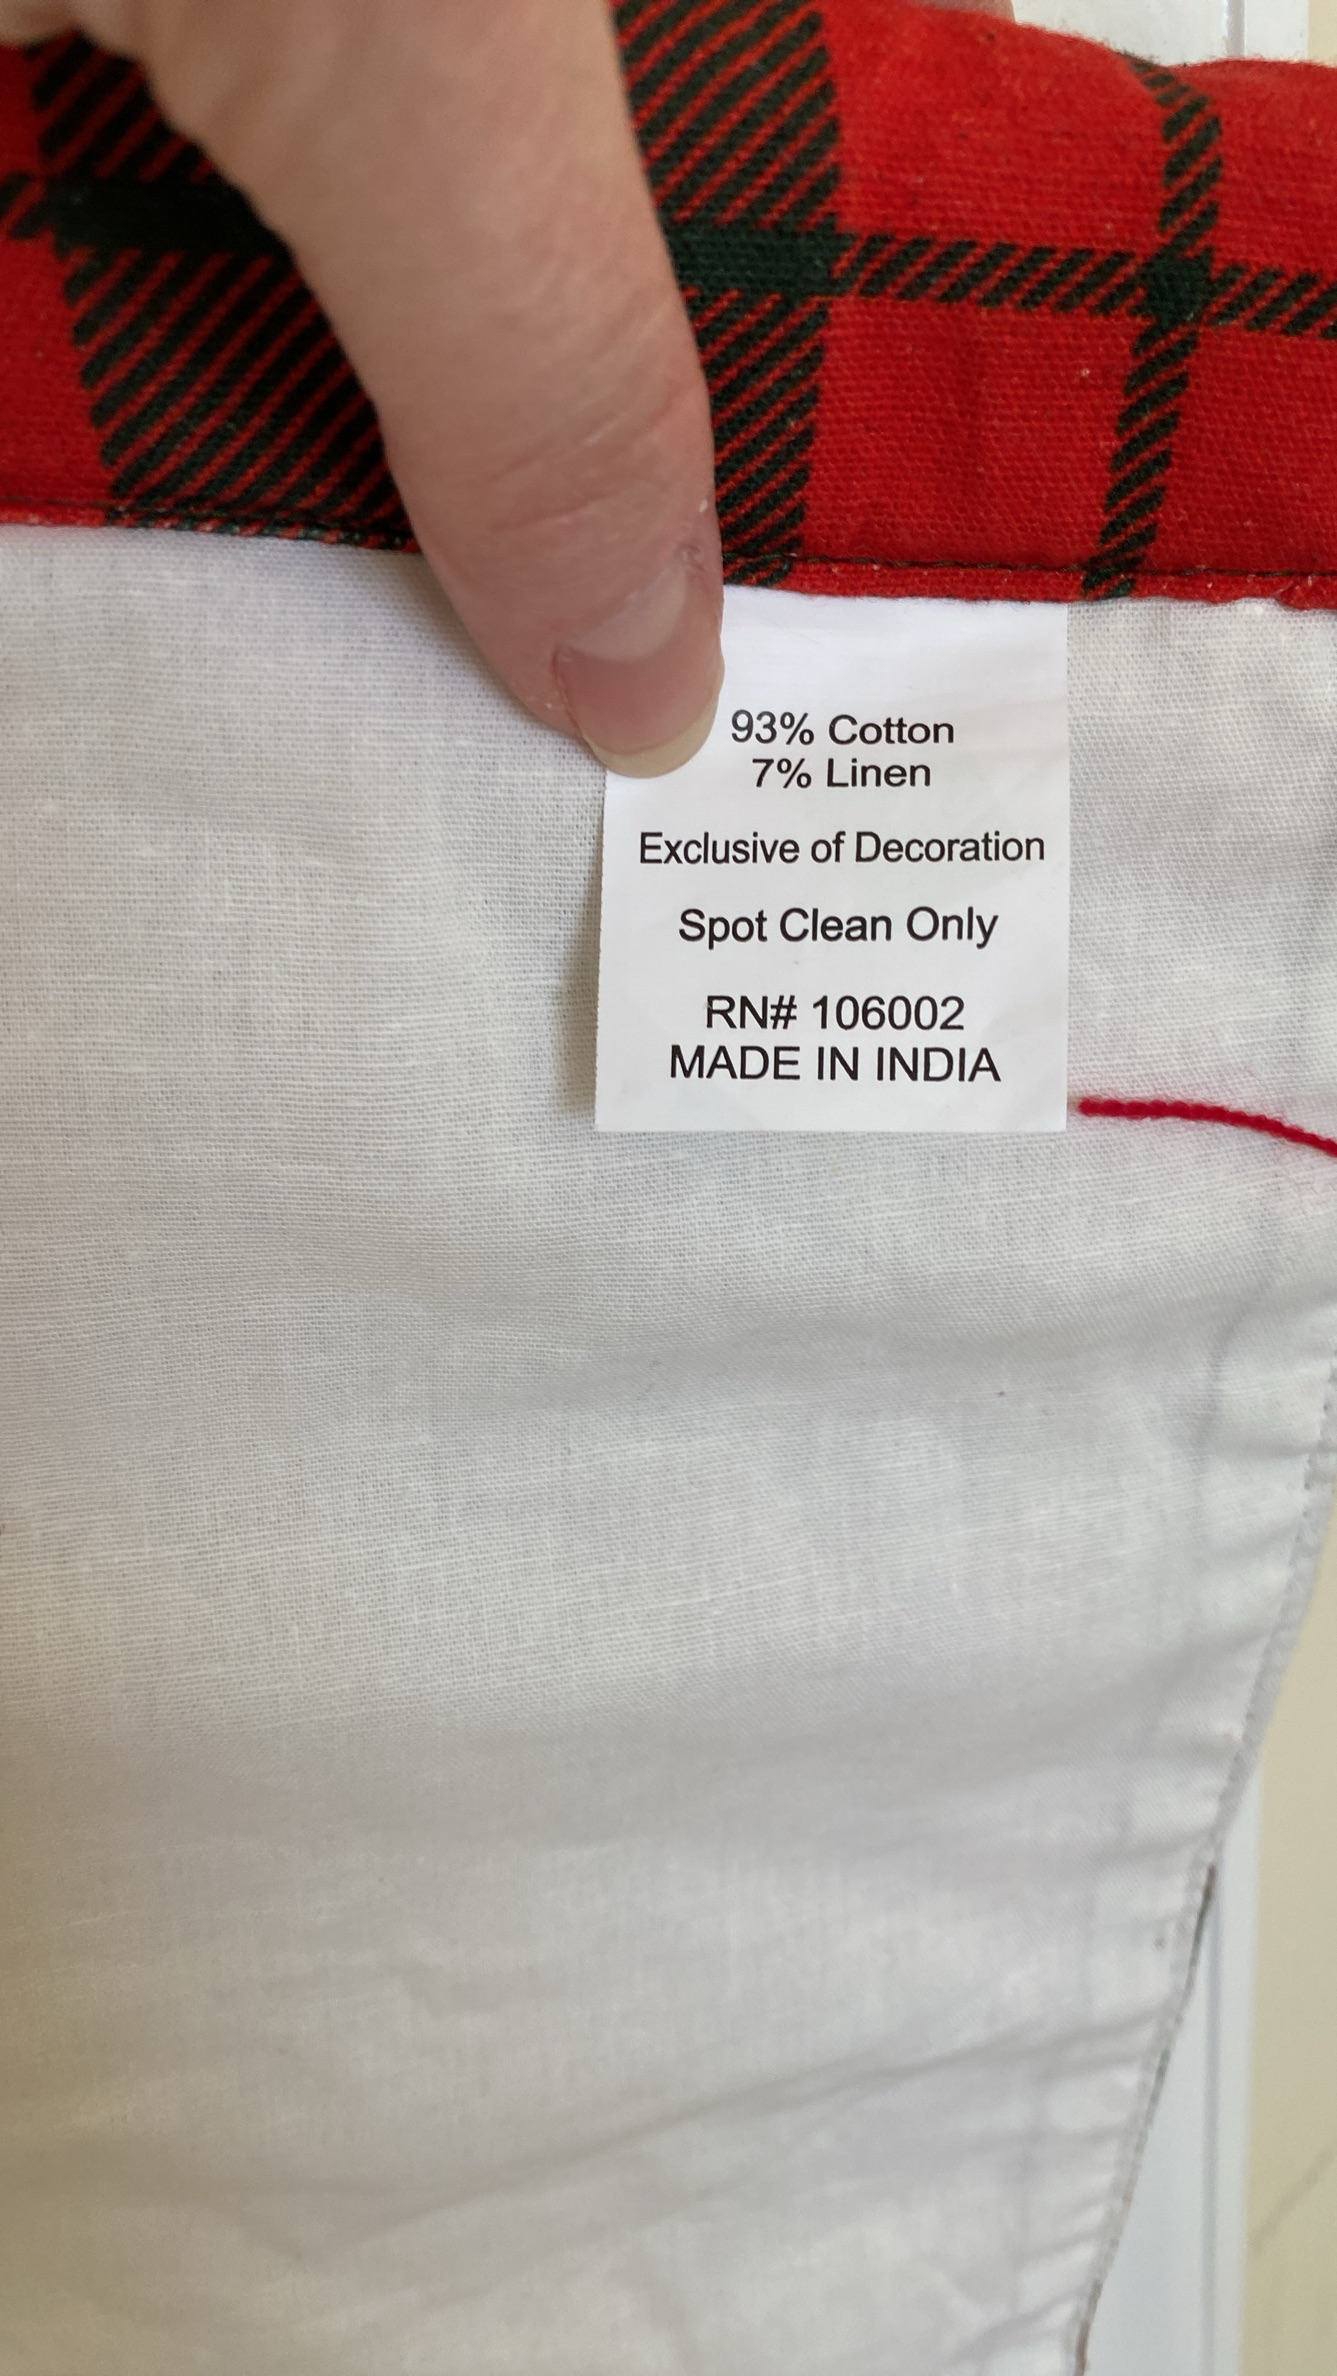 93% Cotton
7% Linen
Exclusive of Decoration
Spot Clean Only
RN# 106002
MADE IN INDIA